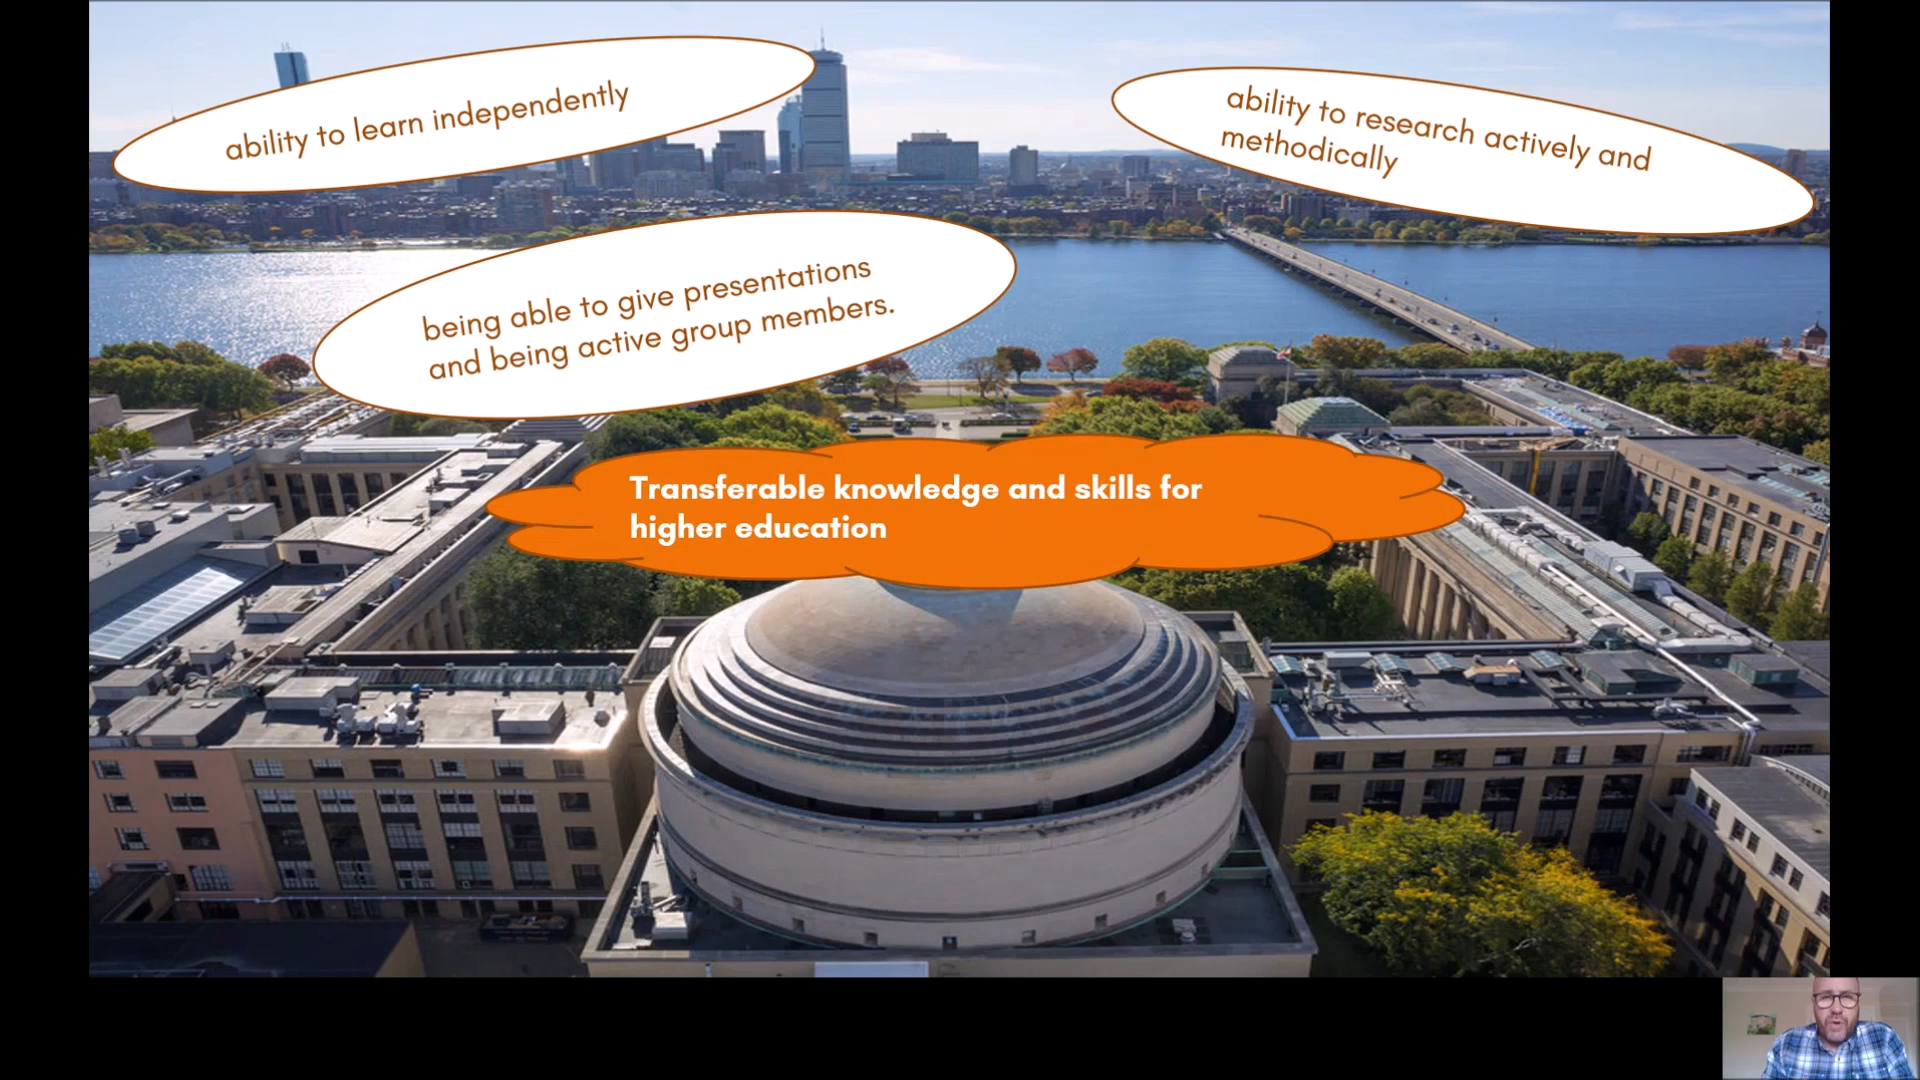 ability to learn independently
ability to research actively and
methodically
being able to give presentations
and being active group members.
Transferable knowledge and skills for
higher education